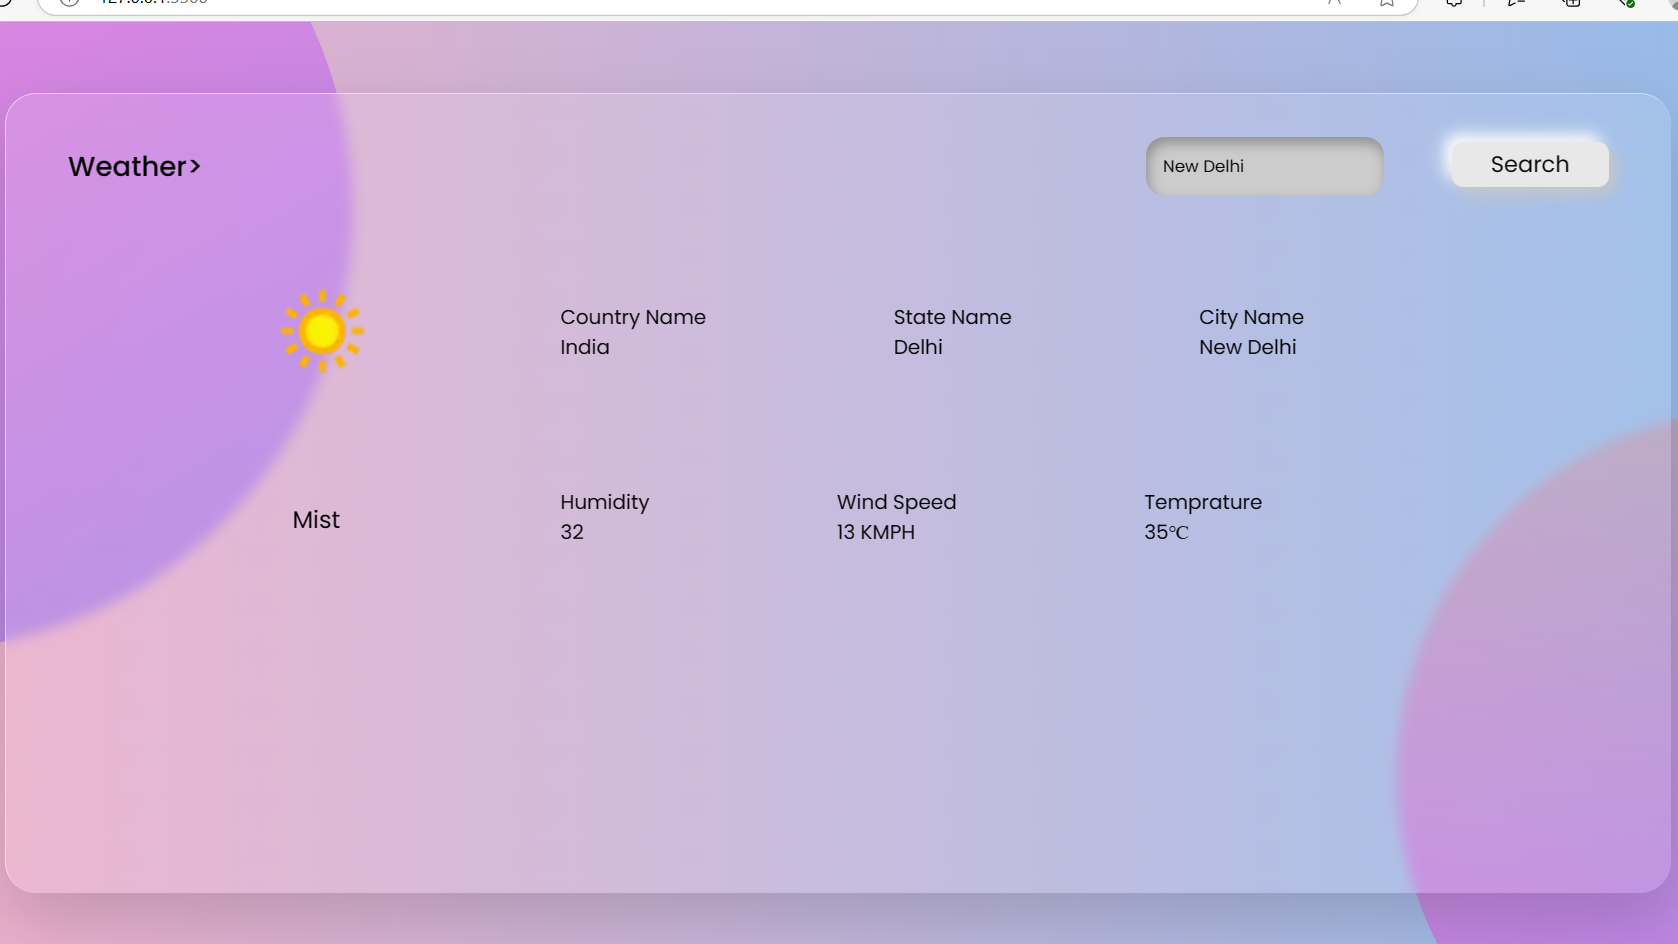 Weather>
New Delhi
Search
Country Name
India
State Name
Delhi
City Name
New Delhi
Mist
Humidity
32
Wind Speed
13 KMPH
Temprature
35℃